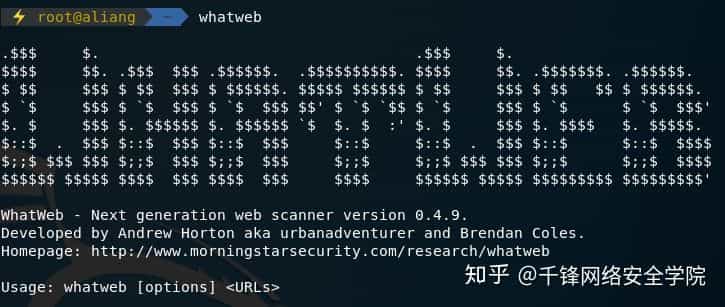 ⚡ root@aliang ~ whatweb
.$$$     $.                                   .$$$     $.
$$$$     $$. .$$$  $$$ .$$$$$$.  .$$$$$$$$$$. $$$$     $$. .$$$$$$$. .$$$$$$.
$ $$     $$$ $ $$  $$$ $ $$$$$$. $$$$$ $$$$$$ $ $$     $$$ $ $$   $$ $ $$$$$$.
$ `$     $$$ $ `$  $$$ $ `$  $$$ $$' $ `$ `$$ $ `$     $$$ $ `$      $ `$  $$$'
$. $     $$$ $. $$$$$$ $. $$$$$$ `$  $. $  :' $. $     $$$ $. $$$$   $. $$$$$.
$::$  .  $$$ $::$  $$$ $::$  $$$     $::$     $::$  .  $$$ $::$      $::$  $$$$
$;;$ $$$ $$$ $;;$  $$$ $;;$  $$$     $;;$     $;;$ $$$ $$$ $;;$      $;;$  $$$$
$$$$$$ $$$$$ $$$$  $$$ $$$$  $$$     $$$$     $$$$$$ $$$$$ $$$$$$$$$ $$$$$$$$$'
WhatWeb - Next generation web scanner version 0.4.9.
Developed by Andrew Horton aka urbanadventurer and Brendan Coles.
Homepage: http://www.morningstarsecurity.com/research/whatweb
知乎 @千锋网络安全学院
Usage: whatweb [options] <URLs>